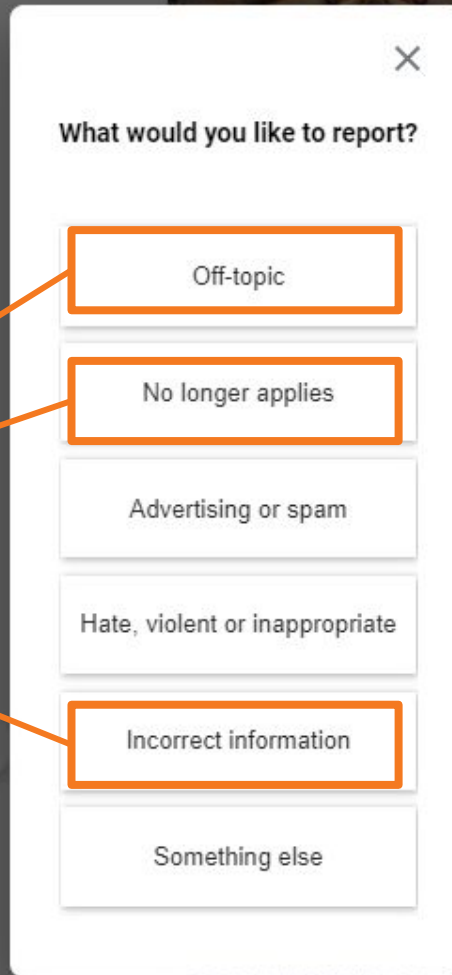 What would you like to report?
Off-topic
No longer applies
Advertising or spam
Hate, violent or inappropriate
Incorrect information
Something else